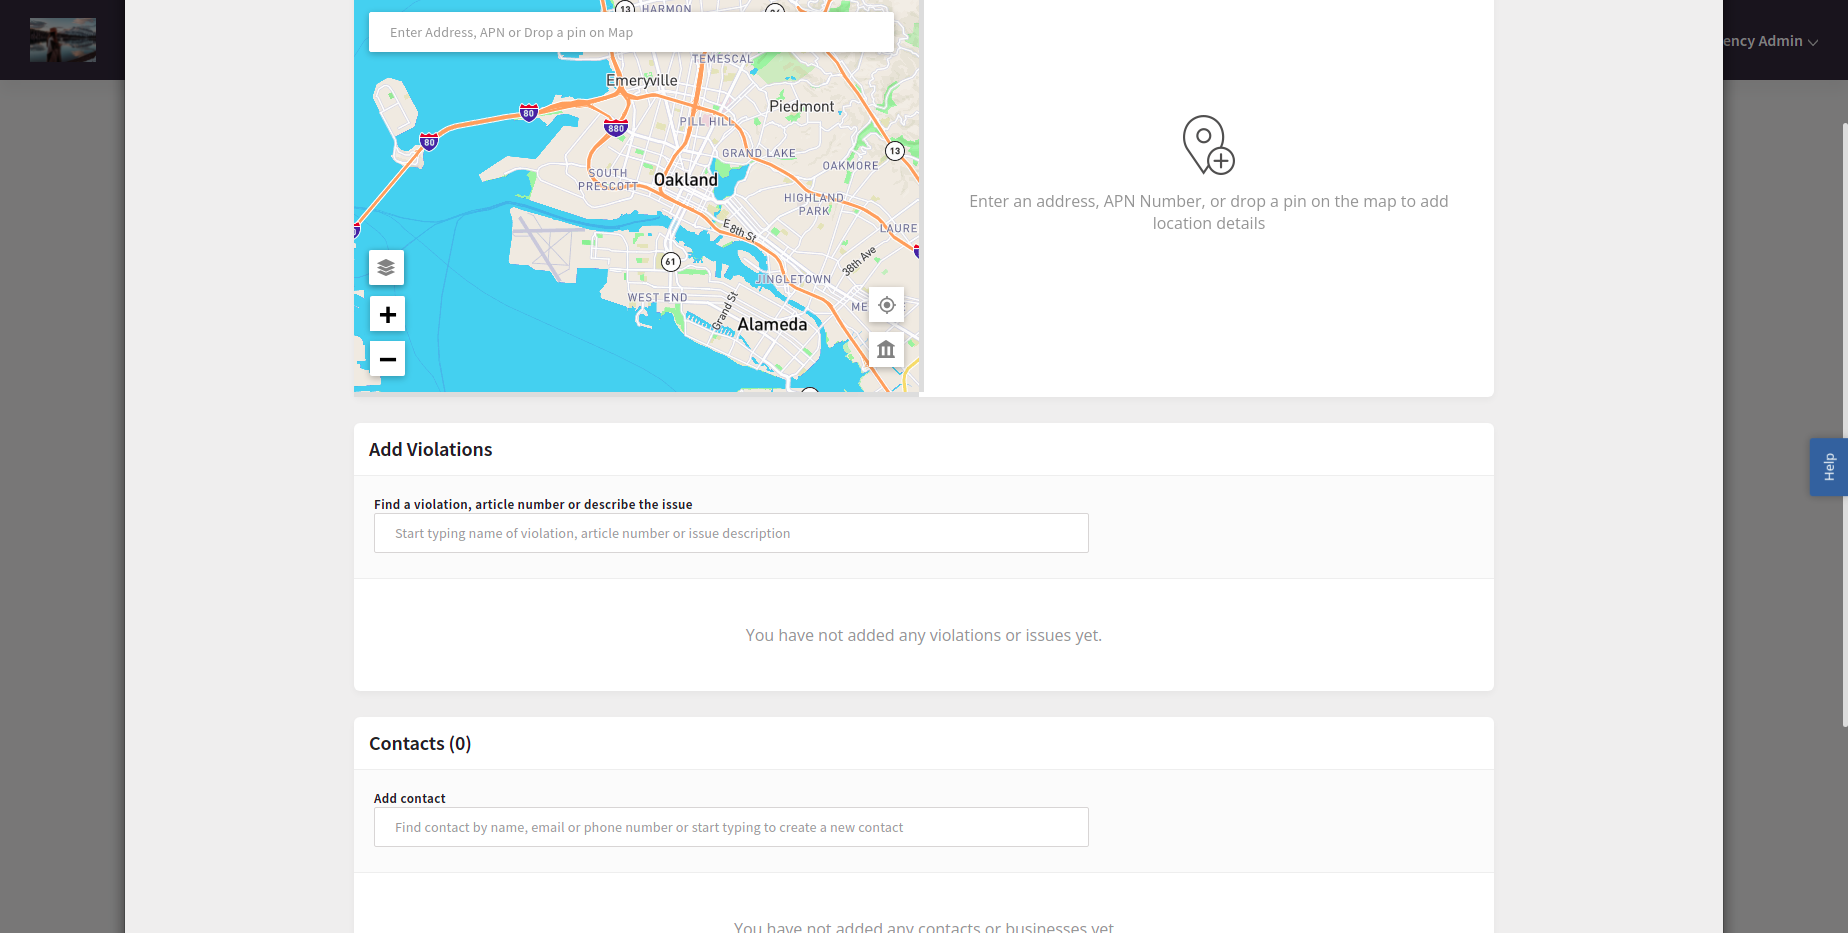 ency Admin
13
HARMON
Enter Address, APN or Drop a pin on Map
TEMESCAL
Emeryville
Piedmont
80
880
80
PILL HILL
13
GRAND LAKE
OAKMORE
SOUTH
PRESCOTT
Oakland
HIGHLAND
PARK
E 8th St
LAURE
38th Ave
61
JINGLETOWN
WEST END
Grand St
ME
Alameda
Enter an address, APN Number, or drop a pin on the map to add
location details
Add Violations
Find a violation, article number or describe the issue
Start typing name of violation, article number or issue description
You have not added any violations or issues yet.
Help
Contacts (0)
Add contact
Find contact by name, email or phone number or start typing to create a new contact
You have not added any contacts or businesses yet